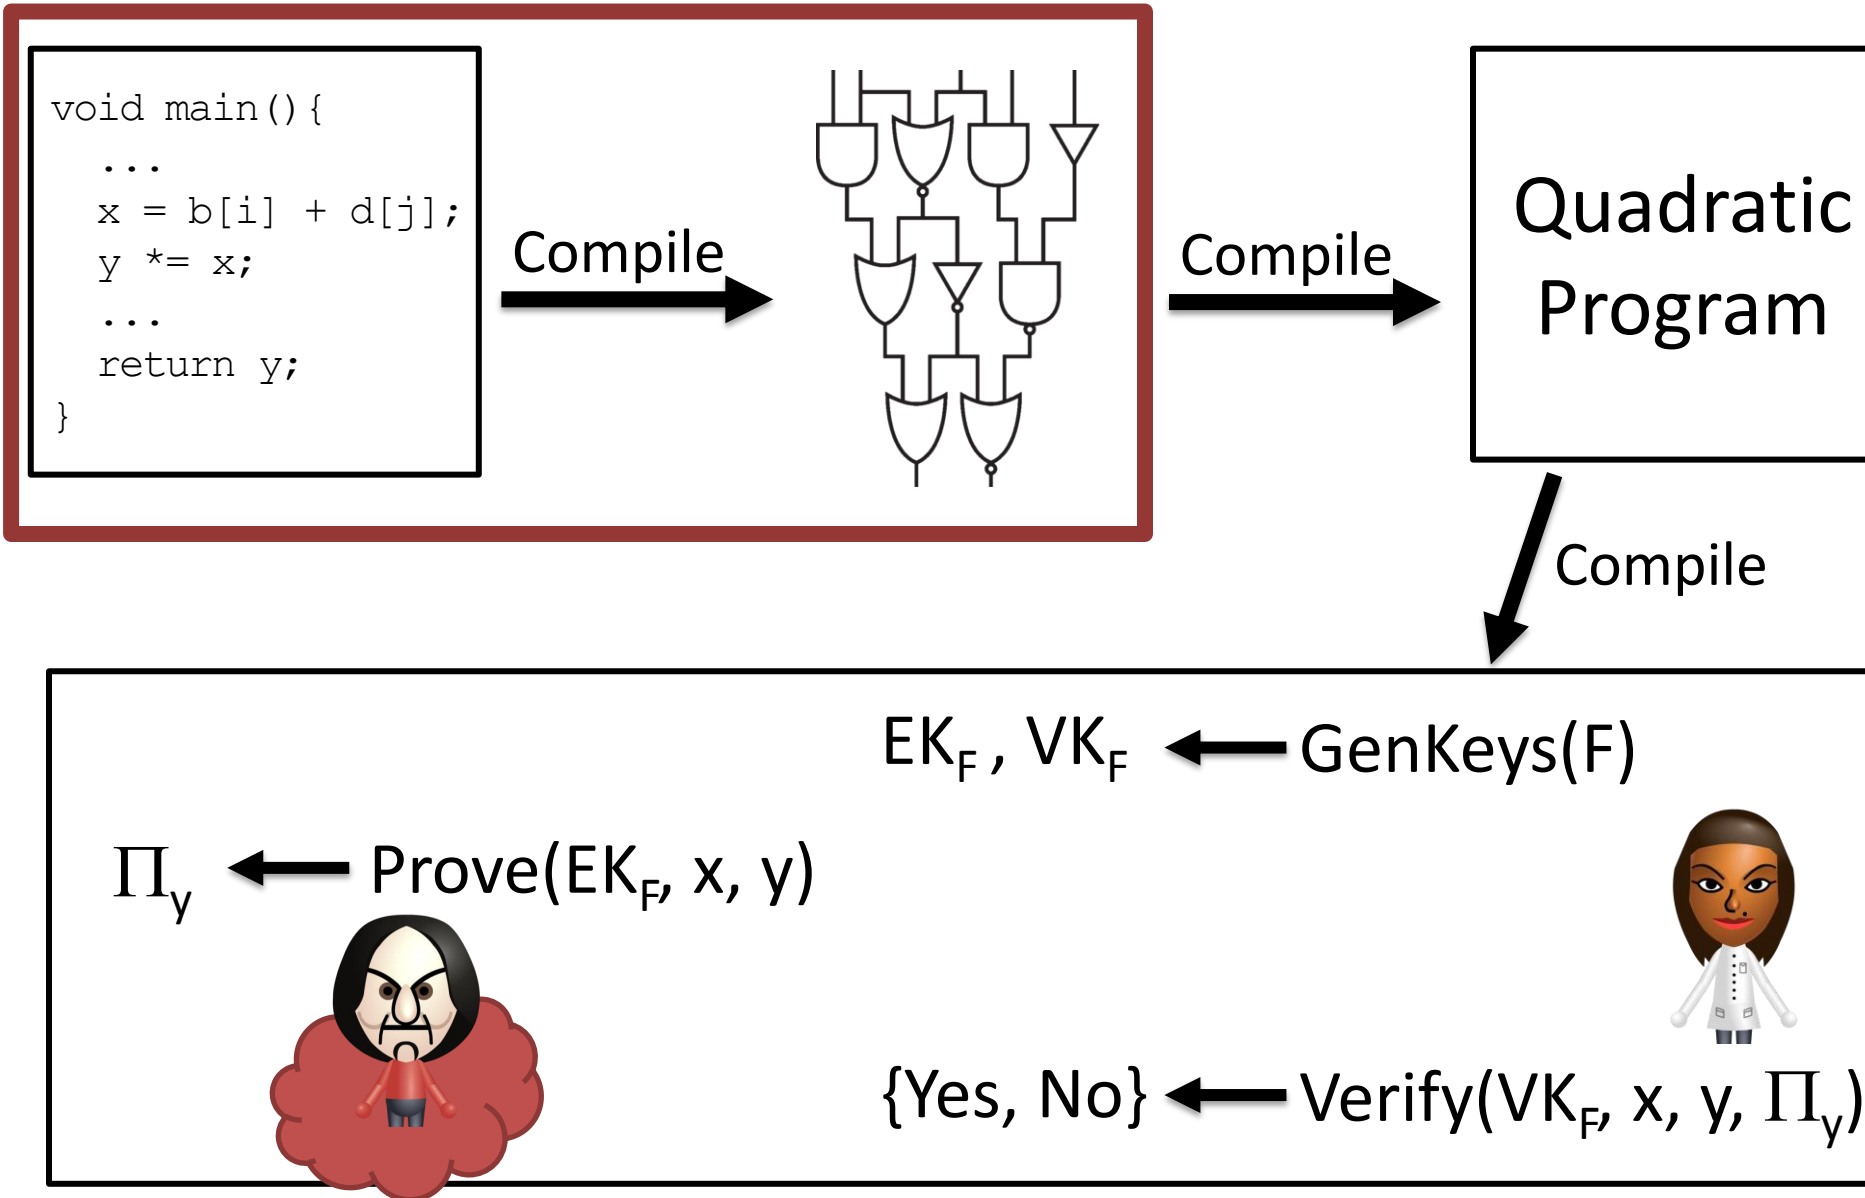 void main(){
...
x = b[i] + d[j];
y *= x;
...
return y;
}
Compile
Compile
Quadratic
Program
Compile
EK_F , VK_F
GenKeys(F)
Π_y
Prove(EK_F, x, y)
{Yes, No}
Verify(VK_F, x, y, Π_y)